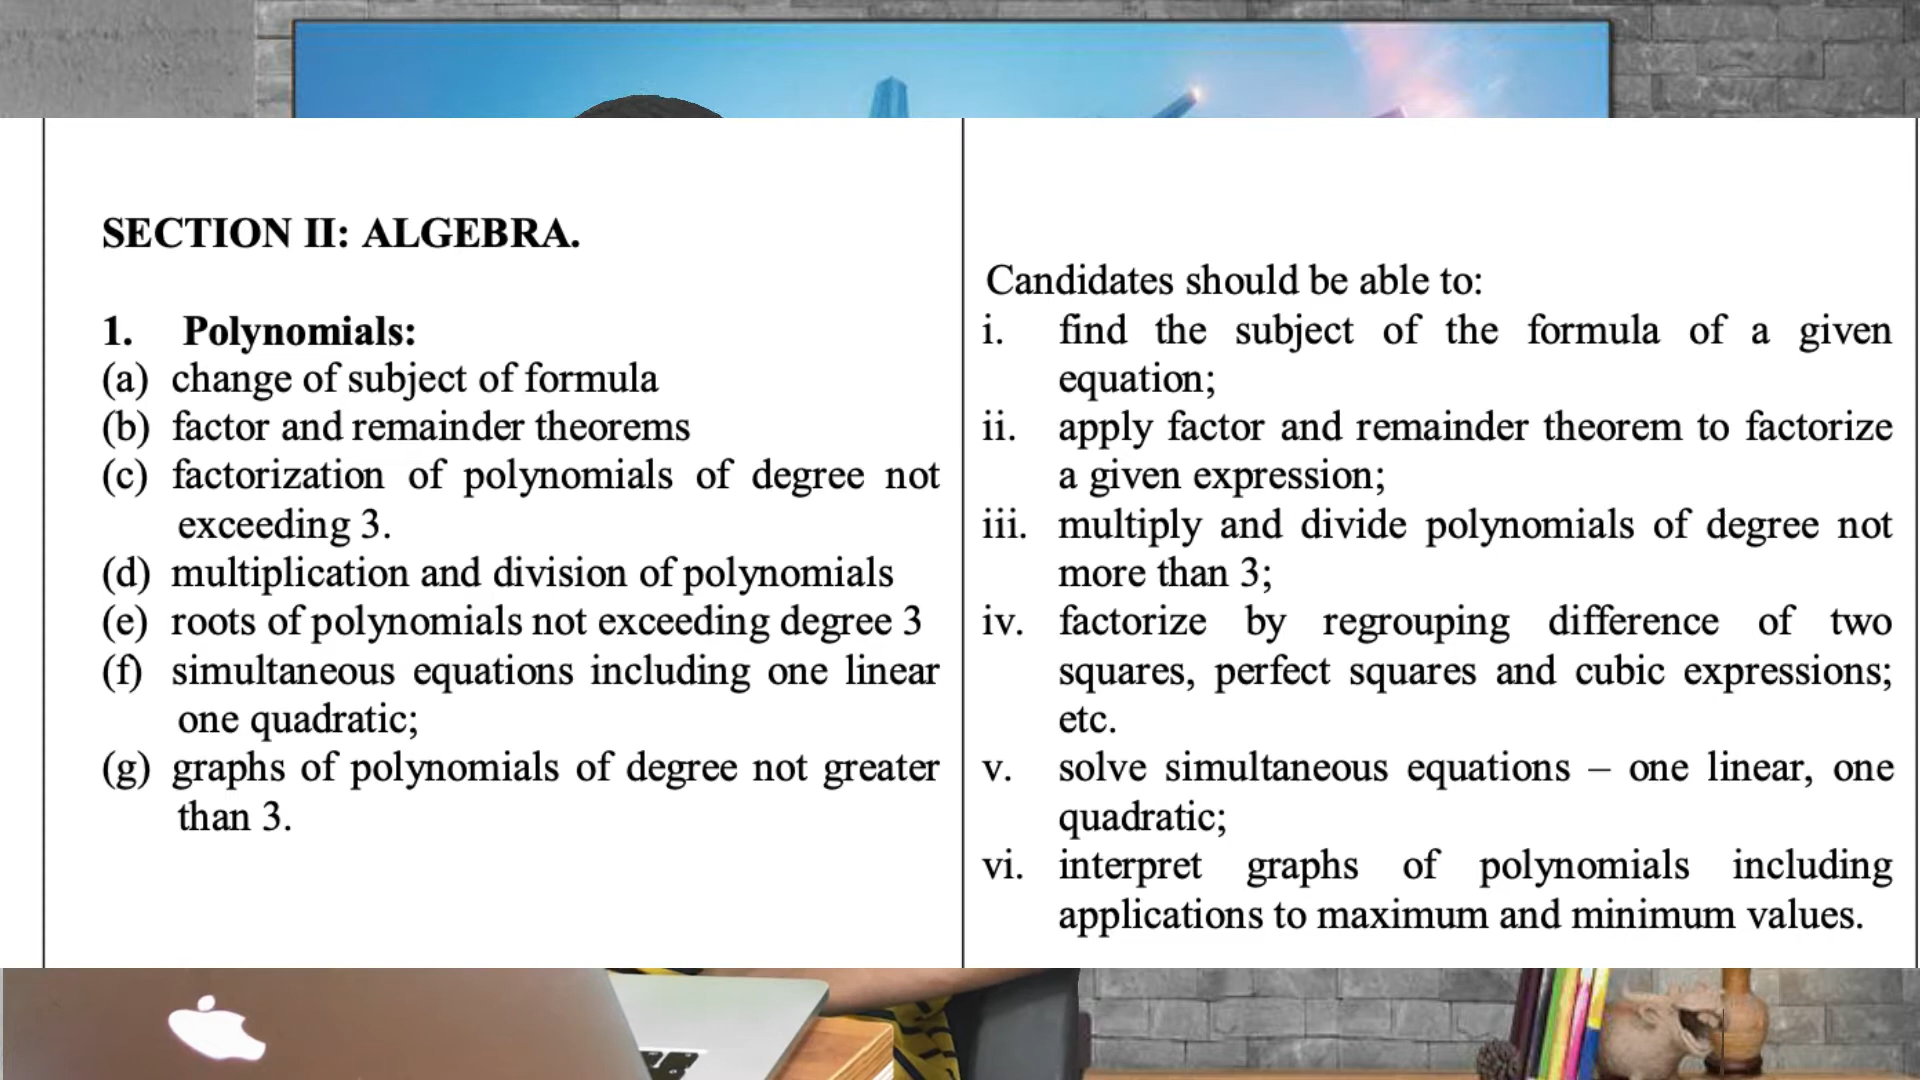 SECTION II: ALGEBRA.
1. Polynomials:
(a) change of subject of formula
(b) factor and remainder theorems
(c) factorization of polynomials of degree not
exceeding 3.
(d) multiplication and division of polynomials
(e) roots of polynomials not exceeding degree 3
(f) simultaneous equations including one linear
one quadratic;
(g) graphs of polynomials of degree not greater
than 3.
Candidates should be able to:
i. find the subject of the formula of a given
equation;
ii. apply factor and remainder theorem to factorize
a given expression;
iii. multiply and divide polynomials of degree not
more than 3;
iv. factorize by regrouping difference of two
squares, perfect squares and cubic expressions;
etc.
v. solve simultaneous equations – one linear, one
quadratic;
vi. interpret graphs of polynomials including
applications to maximum and minimum values.